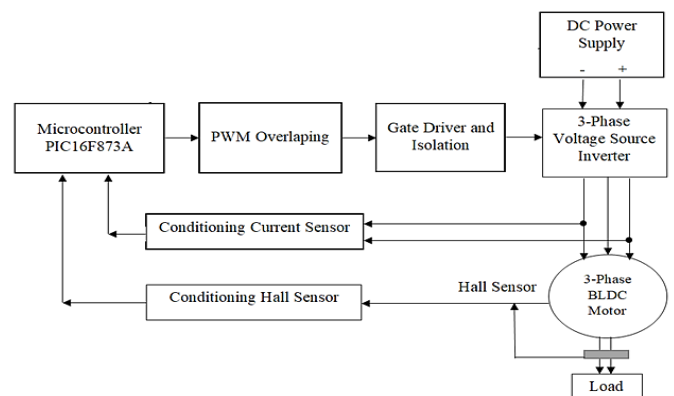 DC Power
Supply
- +
Microcontroller
PIC16F873A
PWM Overlaping
Gate Driver and
Isolation
3-Phase
Voltage Source
Inverter
Conditioning Current Sensor
Conditioning Hall Sensor
Hall Sensor
3-Phase
BLDC
Motor
Load